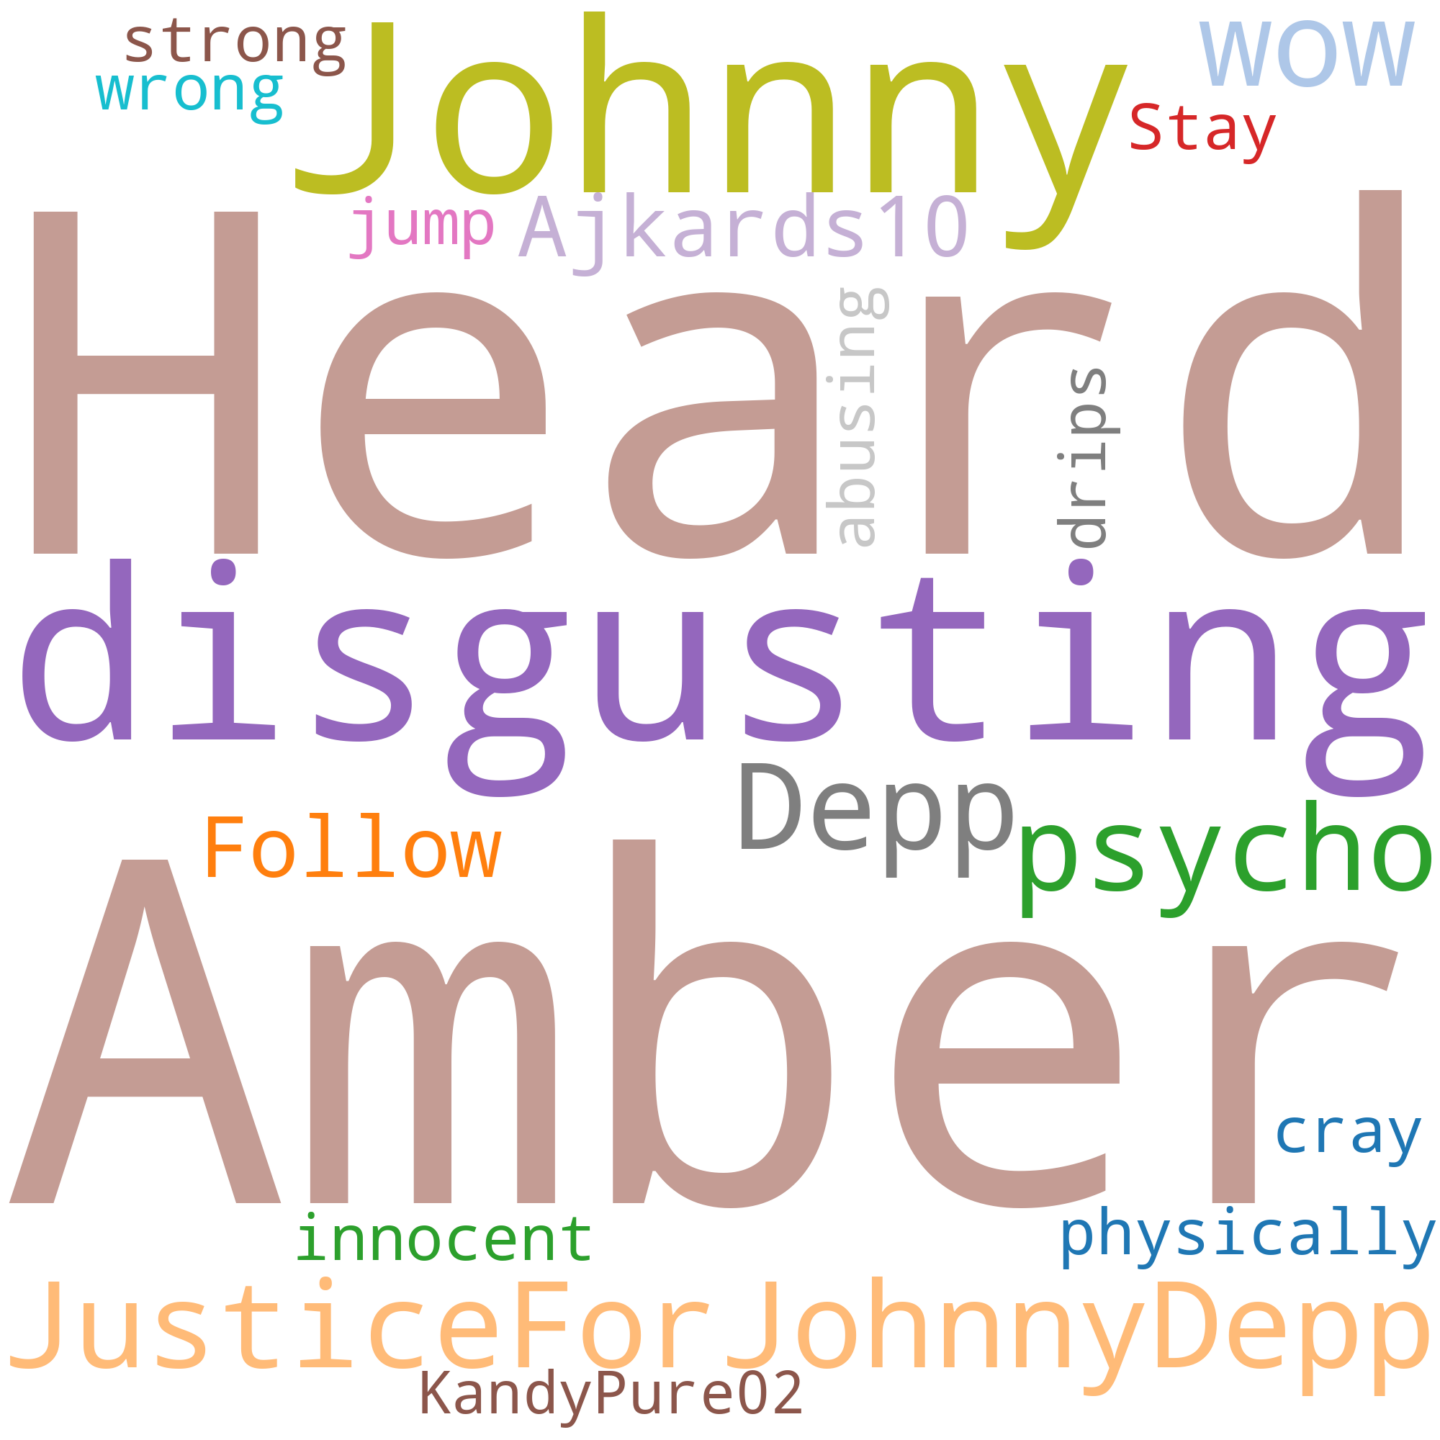 strong
wrong
Johnny
wow
Stay
jump
Ajkards10
Heard
abusing
drips
disgusting
Depp
psycho
Follow
Amber
cray
innocent
physically
JusticeForJohnnyDepp
KandyPure02